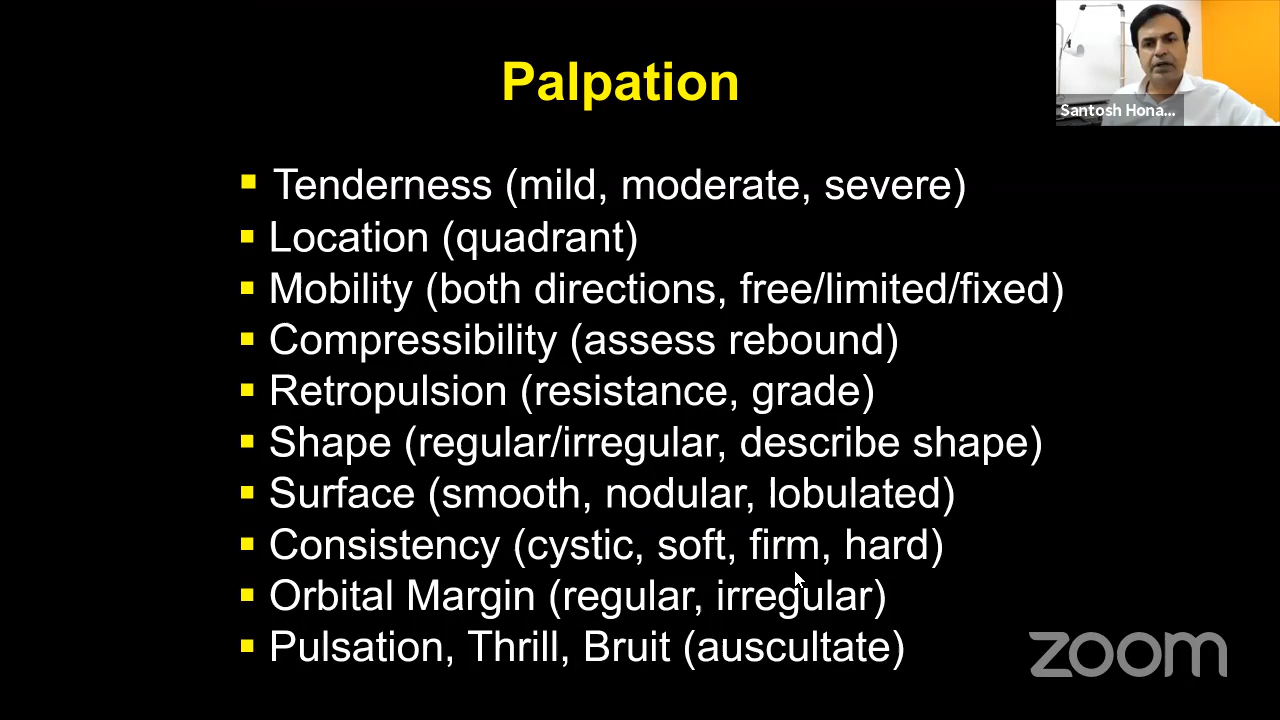 Palpation
Santosh Hona...
Tenderness (mild, moderate, severe)
Location (quadrant)
Mobility (both directions, free/limited/fixed)
Compressibility (assess rebound)
Retropulsion (resistance, grade)
Shape (regular/irregular, describe shape)
Surface (smooth, nodular, lobulated)
Consistency (cystic, soft, firm, hard)
Orbital Margin (regular, irregular)
Pulsation, Thrill, Bruit (auscultate)
zoom